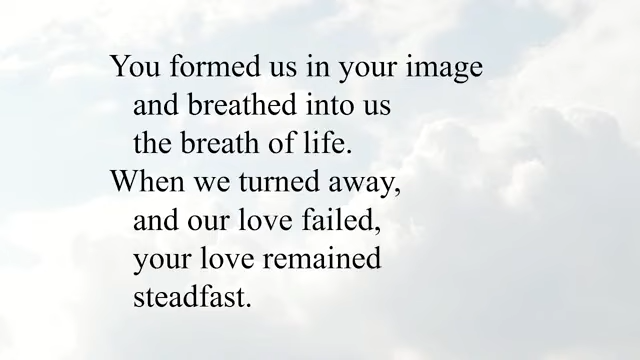 You formed us in your image
and breathed into us
the breath of life.
When we turned away,
and our love failed,
your love remained
steadfast.